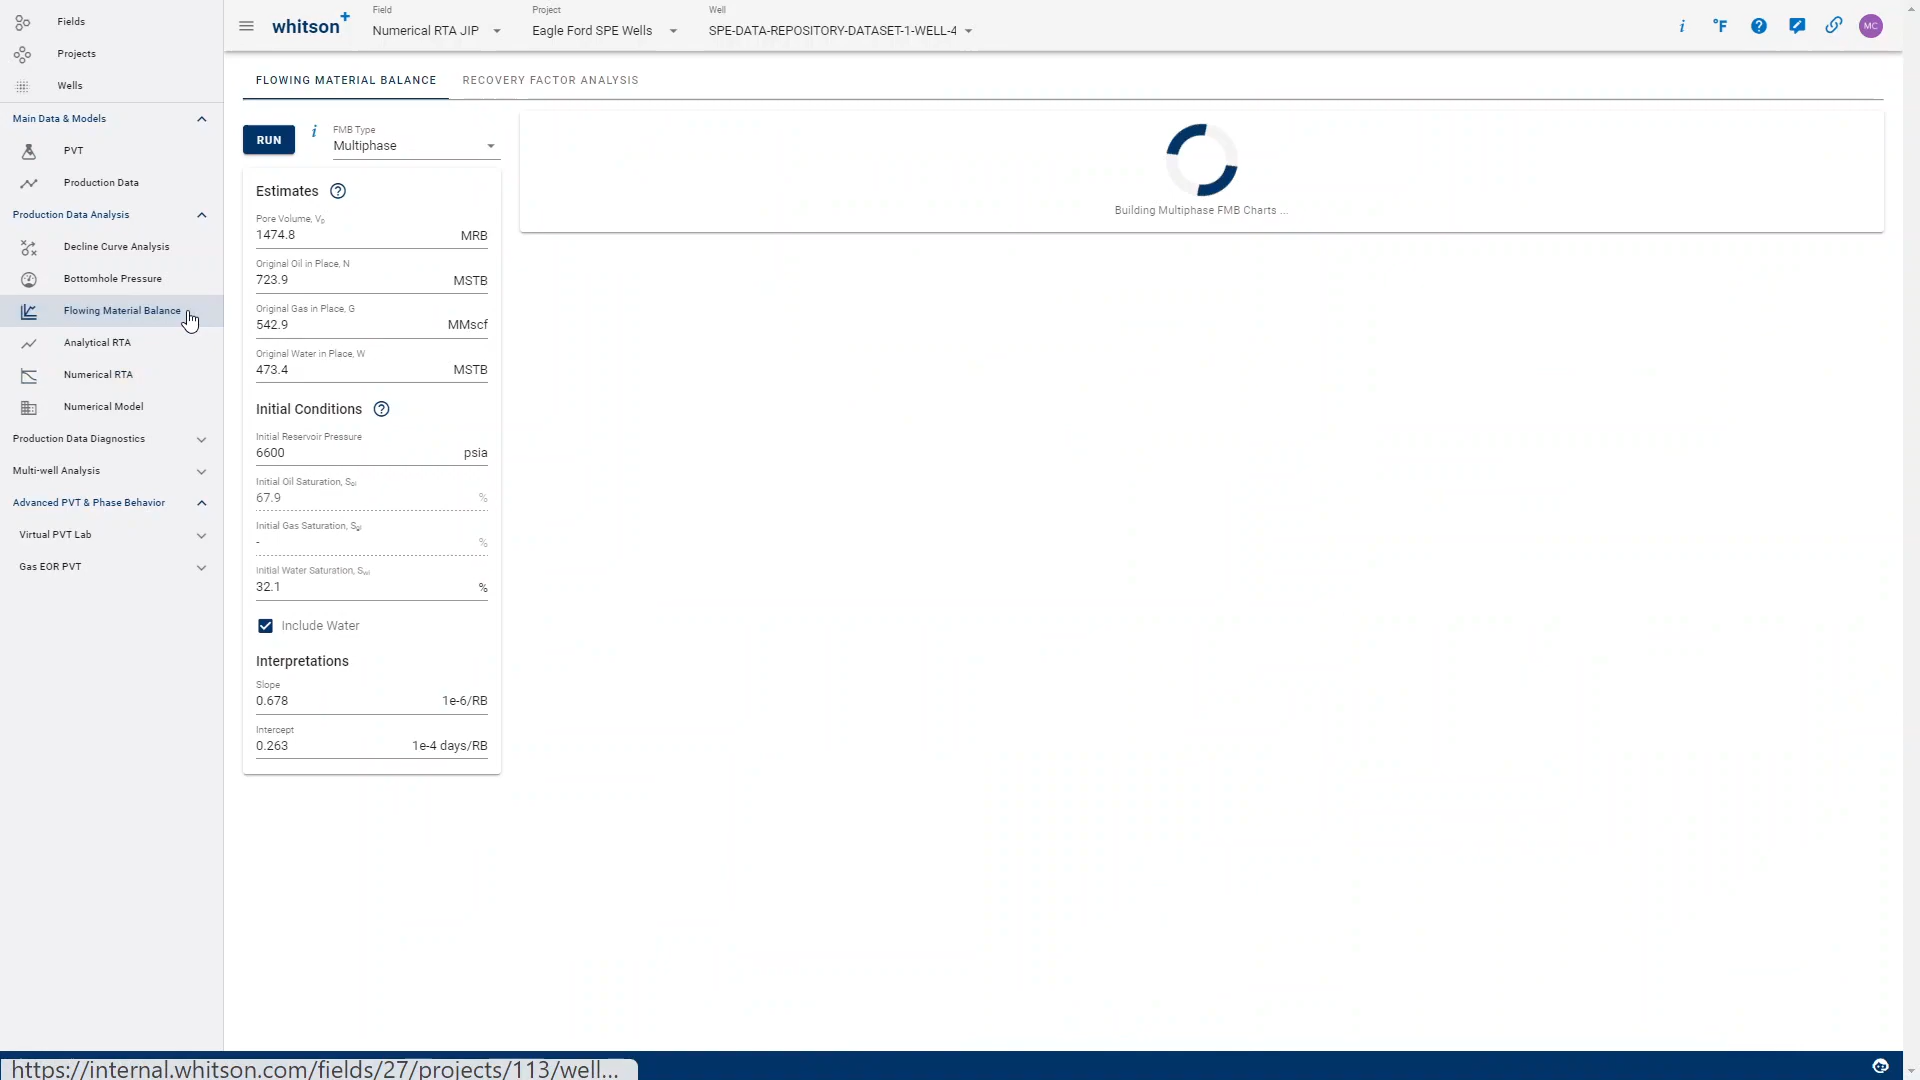 Fields
Projects
Wells
Main Data & Models
PVT
Production Data
Production Data Analysis
Decline Curve Analysis
Bottomhole Pressure
Flowing Material Balance
Analytical RTA
Numerical RTA
Numerical Model
Production Data Diagnostics
Multi-well Analysis
Advanced PVT & Phase Behavior
Virtual PVT Lab
Gas EOR PVT
whitson+
Field
Numerical RTA JIP
Project
Eagle Ford SPE Wells
Well
SPE-DATA-REPOSITORY-DATASET-1-WELL-4
i
°F
?
MC
FLOWING MATERIAL BALANCE
RECOVERY FACTOR ANALYSIS
RUN
i
FMB Type
Multiphase
Estimates ?
Pore Volume, Vp
1474.8 MRB
Original Oil in Place, N
723.9 MSTB
Original Gas in Place, G
542.9 MMscf
Original Water in Place, W
473.4 MSTB
Initial Conditions ?
Initial Reservoir Pressure
6600 psia
Initial Oil Saturation, Soi
67.9 %
Initial Gas Saturation, Sgi
- %
Initial Water Saturation, Swi
32.1 %
Include Water
Interpretations
Slope
0.678 1e-6/RB
Intercept
0.263 1e-4 days/RB
Building Multiphase FMB Charts ...
https://internal.whitson.com/fields/27/projects/113/well...